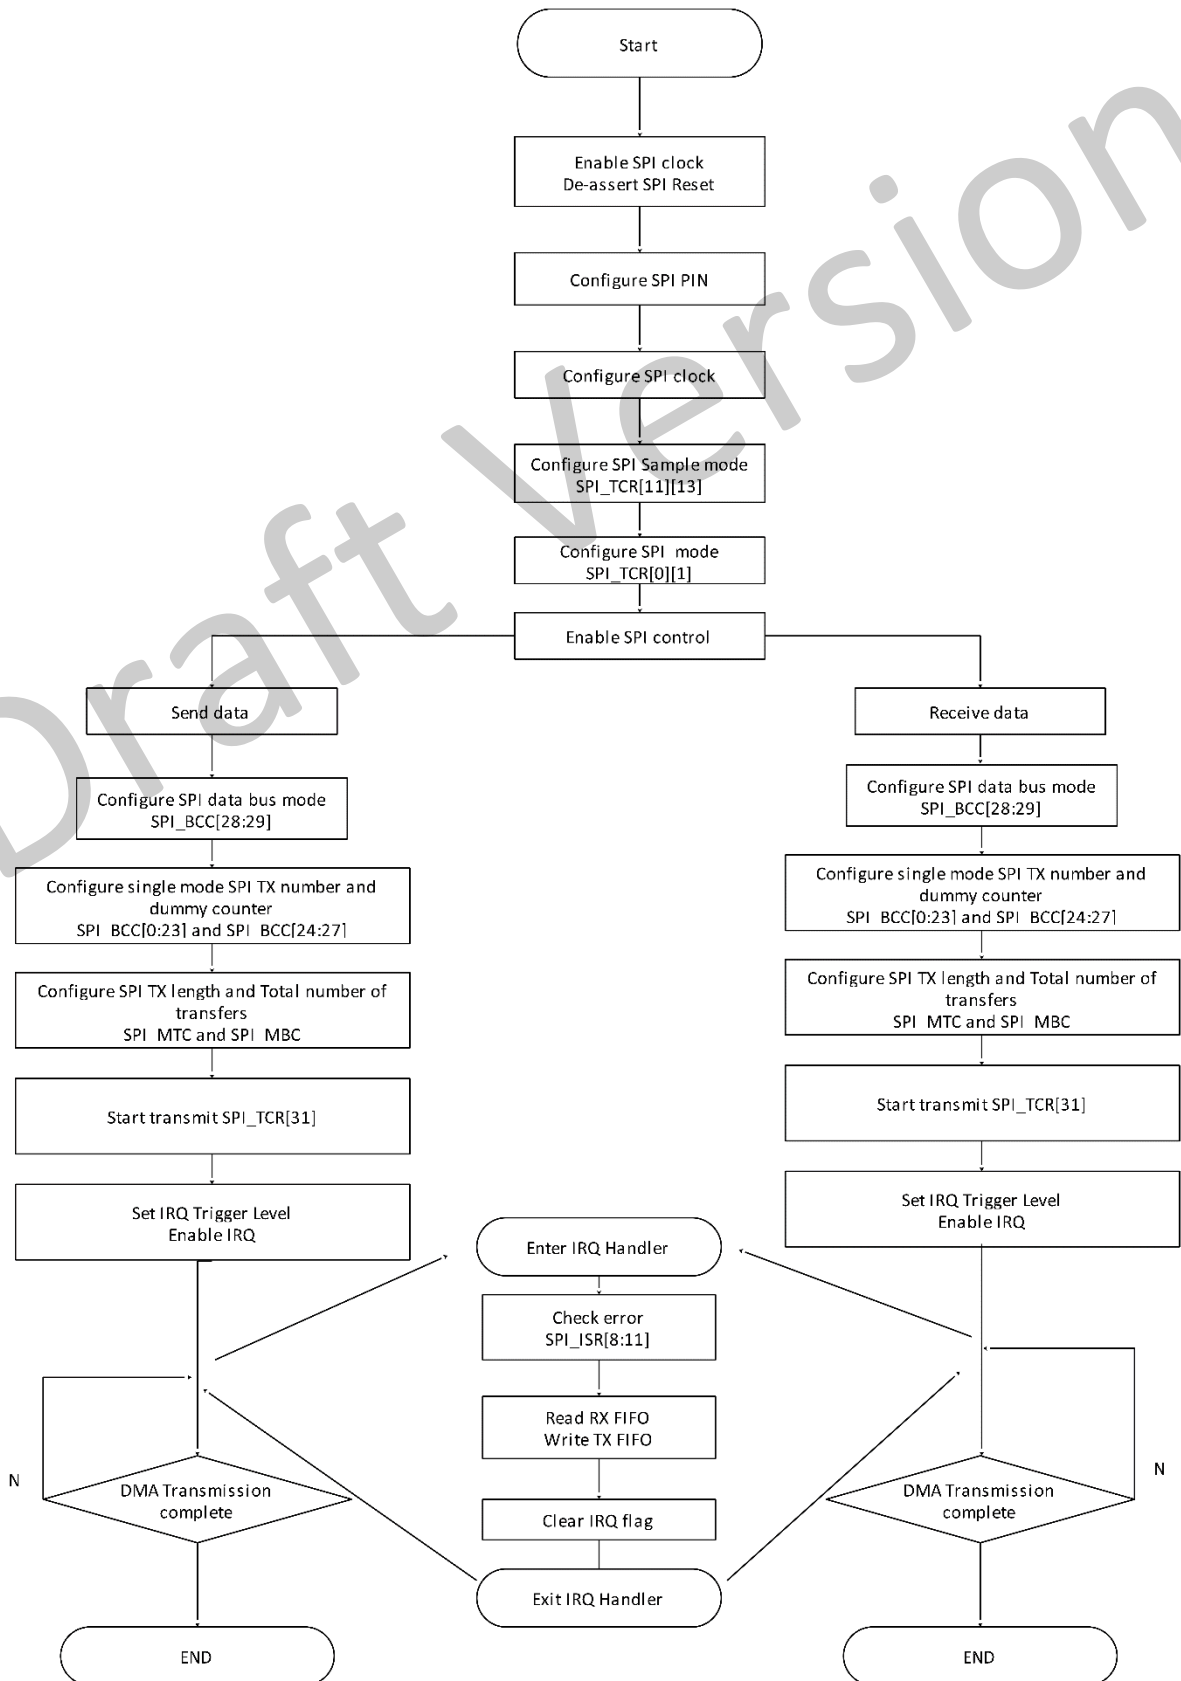 Start
Enable SPI clock
De-assert SPI Reset
Configure SPI PIN
Configure SPI clock
Configure SPI Sample mode
SPI_TCR[11][13]
Configure SPI mode
SPI_TCR[0][1]
Enable SPI control
Send data
Configure SPI data bus mode
SPI_BCC[28:29]
Configure single mode SPI TX number and
dummy counter
SPI_BCC[0:23] and SPI_BCC[24:27]
Configure SPI TX length and Total number of
transfers
SPI_MTC and SPI_MBC
Start transmit SPI_TCR[31]
Set IRQ Trigger Level
Enable IRQ
N
DMA Transmission
complete
END
Enter IRQ Handler
Check error
SPI_ISR[8:11]
Read RX FIFO
Write TX FIFO
Clear IRQ flag
Exit IRQ Handler
Receive data
Configure SPI data bus mode
SPI_BCC[28:29]
Configure single mode SPI TX number and
dummy counter
SPI_BCC[0:23] and SPI_BCC[24:27]
Configure SPI TX length and Total number of
transfers
SPI_MTC and SPI_MBC
Start transmit SPI_TCR[31]
Set IRQ Trigger Level
Enable IRQ
N
DMA Transmission
complete
END
Draft Version